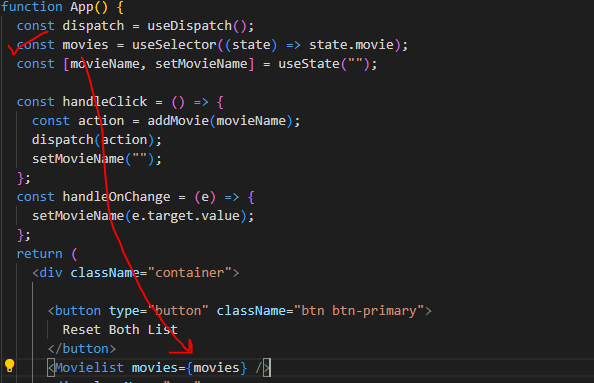 function App() {
const dispatch = useDispatch();
const movies = useSelector((state) => state.movie);
const [movieName, setMovieName] = useState("");
const handleClick = () => {
const action = addMovie(movieName);
dispatch(action);
setMovieName("");
};
const handleOnChange = (e) => {
setMovieName(e.target.value);
};
return (
<div className="container">
<button type="button" className="btn btn-primary">
Reset Both List
</button>
<Movielist movies={movies} />